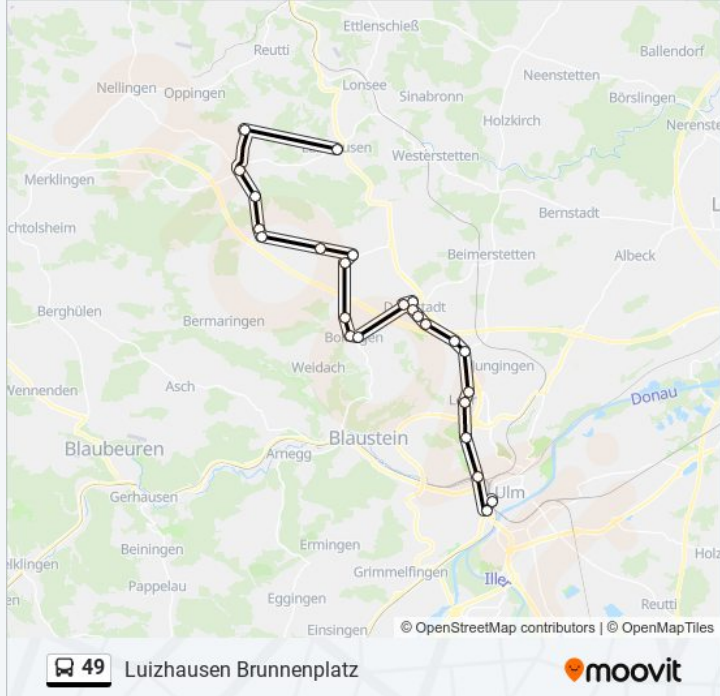 Ettlenschieß
Reutti
Ballendorf
Nellingen
Lonsee
Neenstetten
Oppingen
Sinabronn
Börslingen
Holzkirch
Nerenste
Westerstetten
Merklingen
Bernstadt
chtolsheim
Beimerstetten
Albeck
Berghülen
Bermaringen
Weidach
Asch
Wennenden
Donau
Blaustein
Blaubeuren
Arnegg
Ulm
Gerhausen
Beiningen
Ermingen
Holz
Grimmelfingen
Pappelau
Iller
Eggingen
Reutti
Einsingen
© OpenStreetMap contributors | © OpenMapTiles
49 Luizhausen Brunnenplatz
moovit